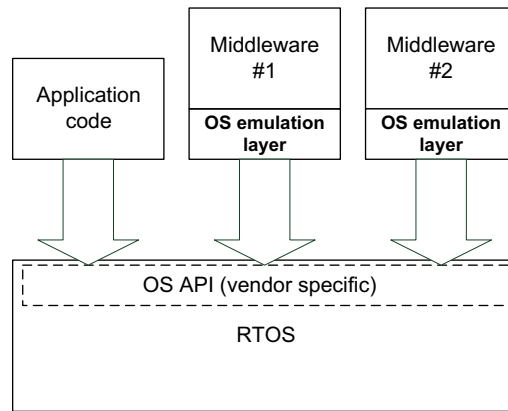 Application
code
Middleware
#1
OS emulation
layer
Middleware
#2
OS emulation
layer
OS API (vendor specific)
RTOS